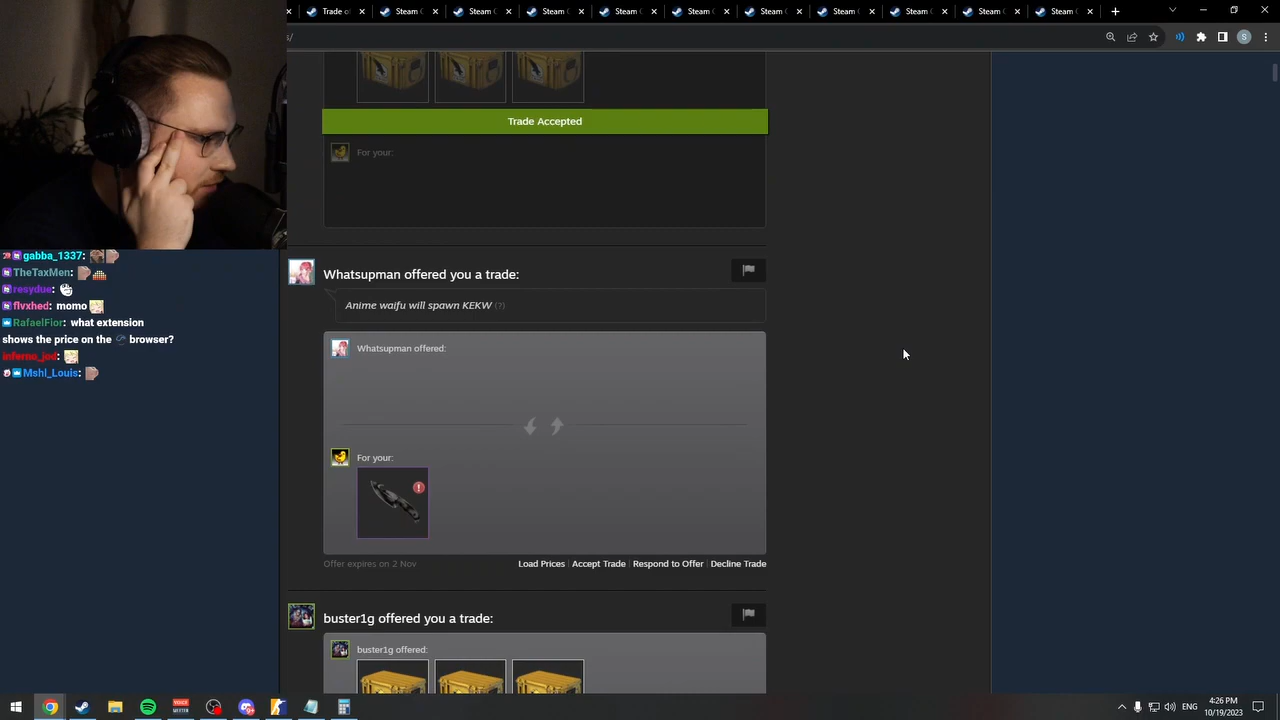 Trade of
Steam C
Steam C
Steam C
Steam C
Steam C
Steam C
Steam C
Steam C
Steam C
Steam C
s/
S
Trade Accepted
For your:
Whatsupman offered you a trade:
Anime waifu will spawn KEKW (?)
Whatsupman offered:
For your:
!
Offer expires on 2 Nov
Load Prices | Accept Trade | Respond to Offer | Decline Trade
buster1g offered you a trade:
buster1g offered:
gabba_1337:
TheTaxMen:
resydue:
flvxhed: momo
RafaelFior: what extension
shows the price on the browser?
inferno_jod:
Mshl_Louis:
VOICE
METER
ENG
4:26 PM
10/19/2023